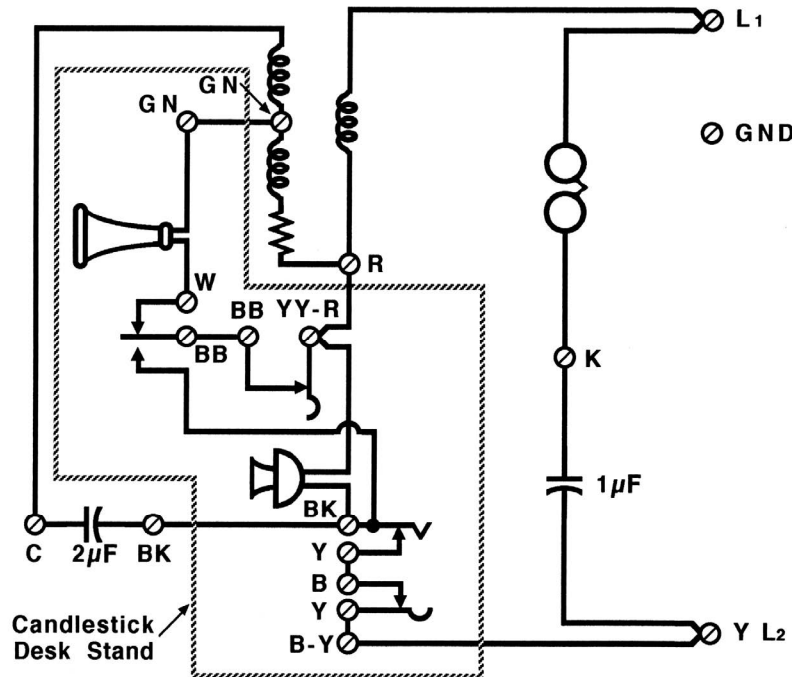 L1
GN
GN
GND
R
W
BB
YY-R
BB
K
BK
1µF
C
2µF
BK
Y
B
Y
Candlestick
Desk Stand
B-Y
Y L2